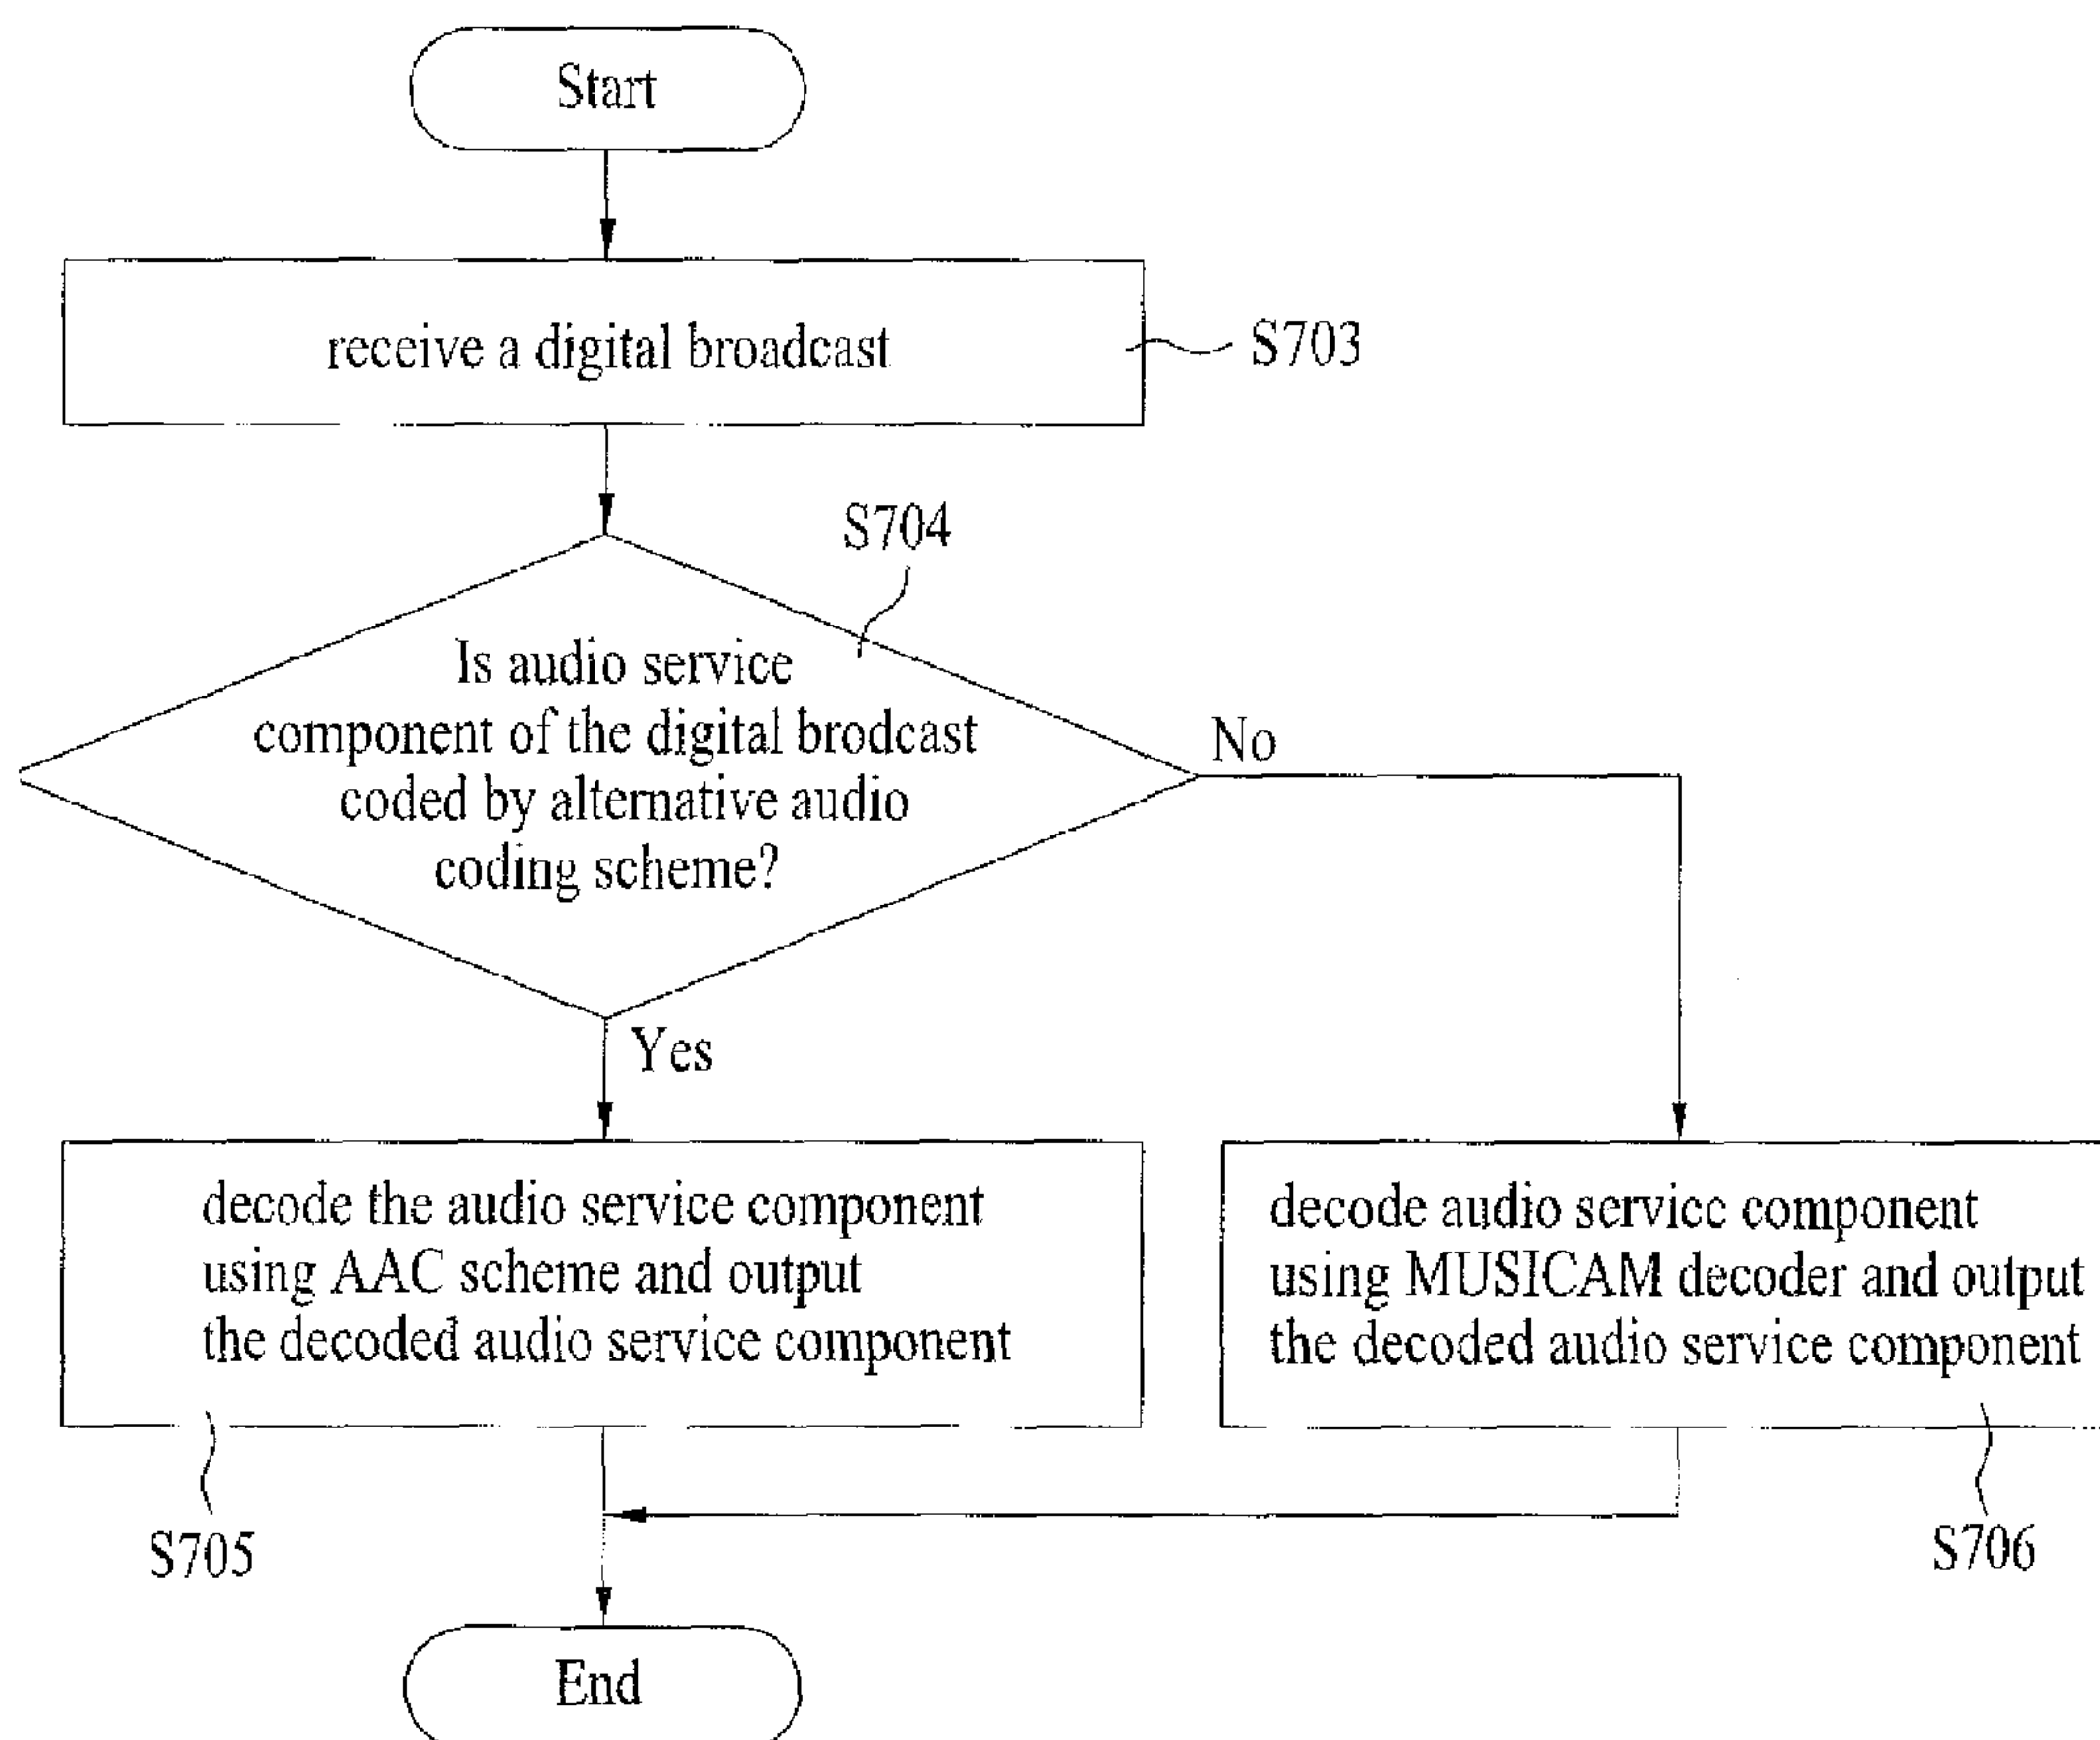 Start
receive a digital broadcast
S703
S704
Is audio service
component of the digital brodcast
coded by alternative audio
coding scheme?
No
Yes
decode the audio service component
using AAC scheme and output
the decoded audio service component
decode audio service component
using MUSICAM decoder and output
the decoded audio service component
S705
S706
End